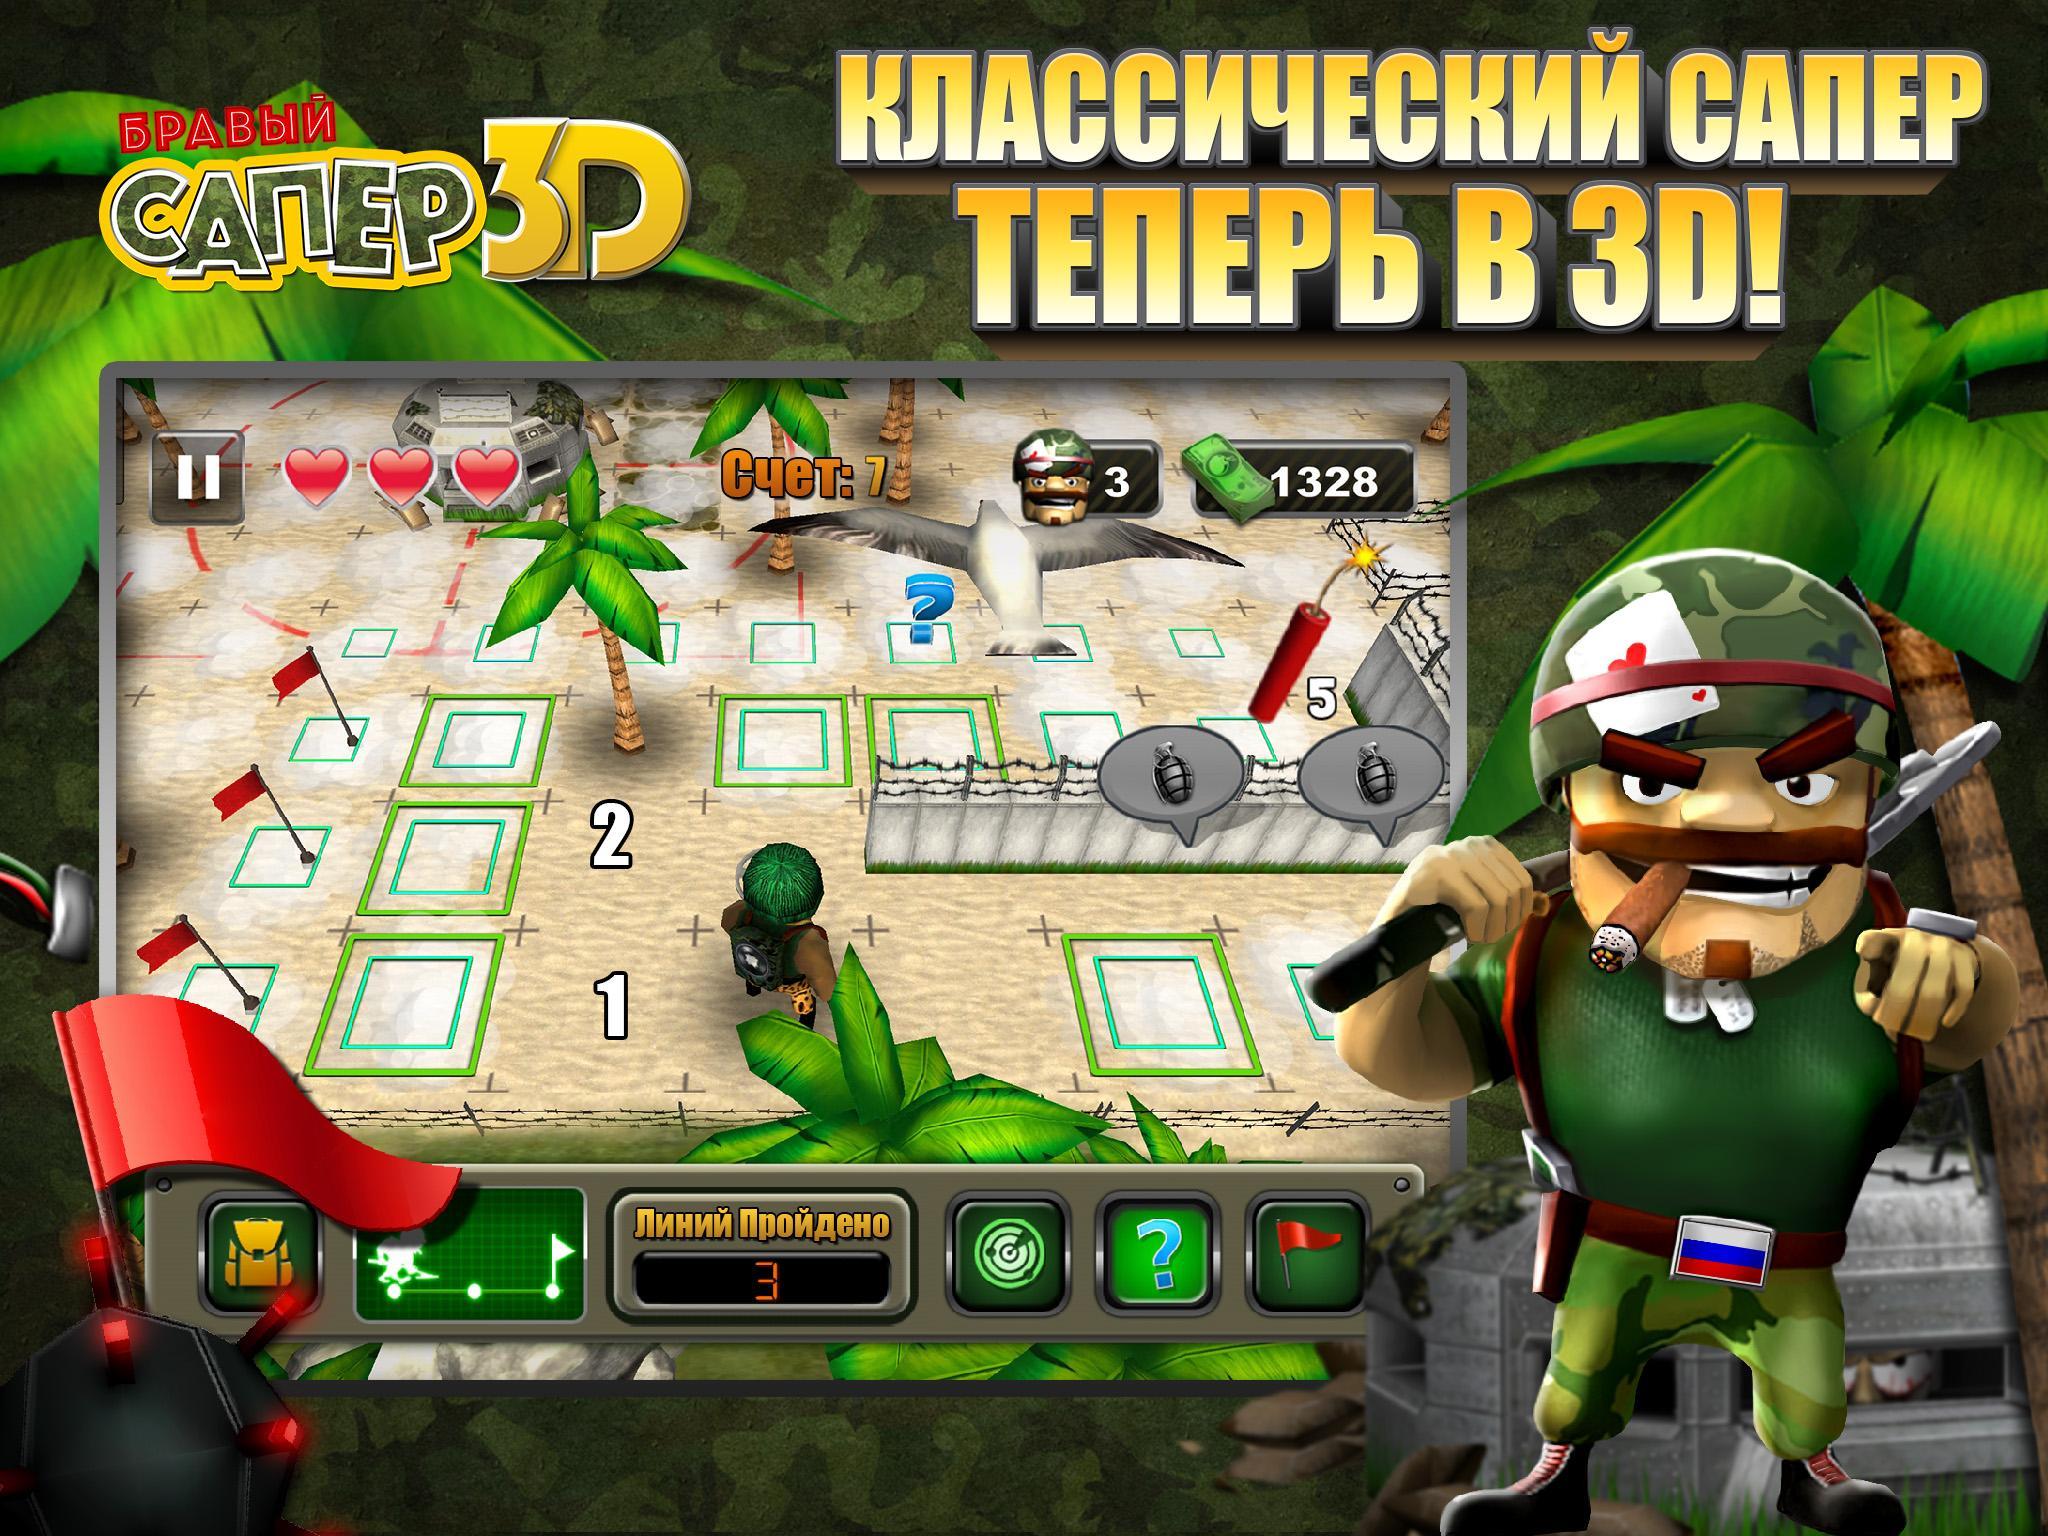 БРАВЫЙ
САПЕР 3D
КЛАССИЧЕСКИЙ САПЕР
ТЕПЕРЬ В 3D!
Счет: 7
3
1328
?
5
2
1
Линий Пройдено
3
?